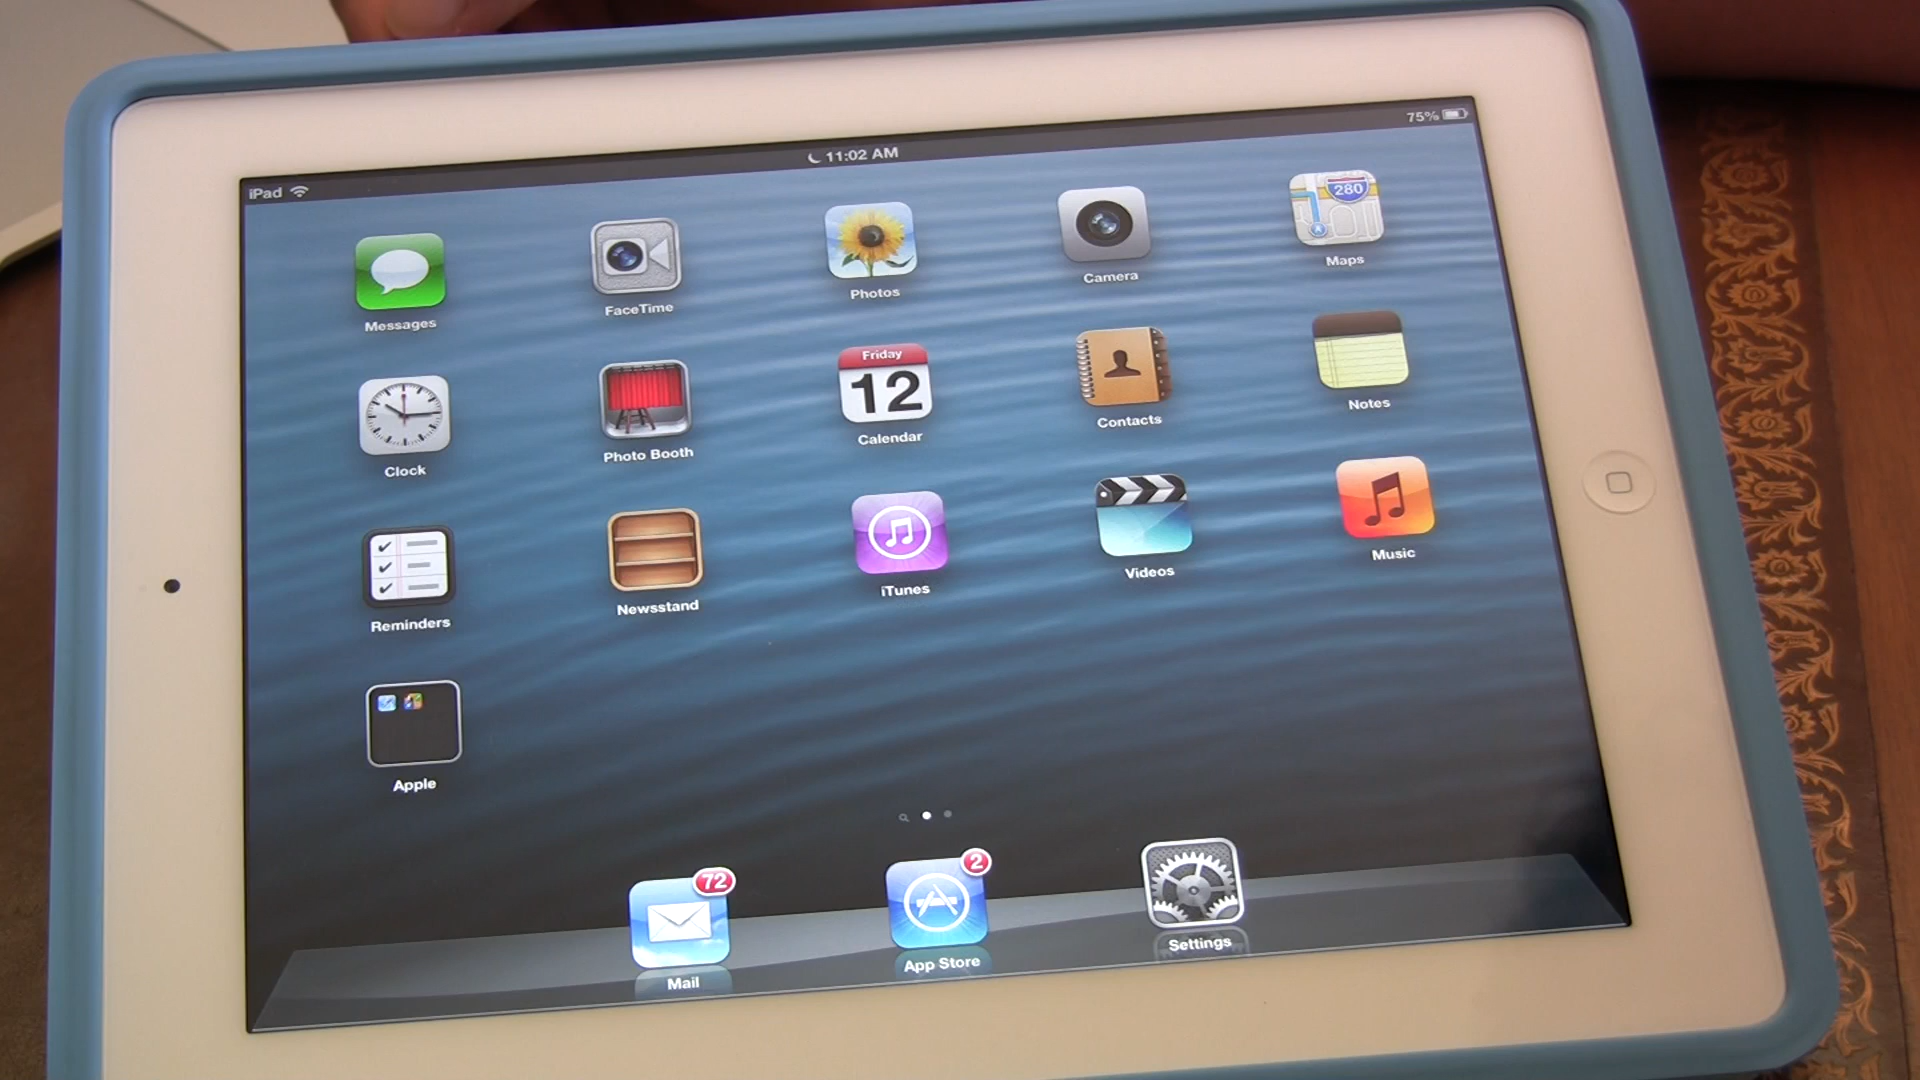 iPad 11:02 AM 75%
Messages FaceTime Photos Camera Maps
280
Clock Photo Booth Calendar Contacts Notes
Friday
12
Reminders Newsstand iTunes Videos Music
Apple
72 2
Mail App Store Settings